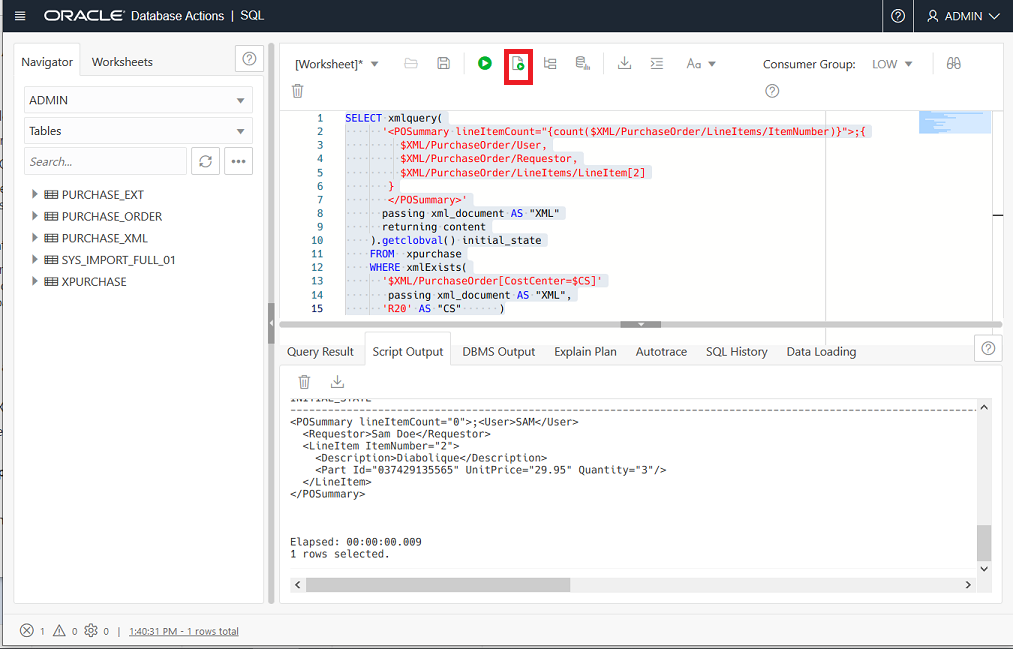 ORACLE Database Actions | SQL
ADMIN
Navigator
Worksheets
ADMIN
Tables
Search...
PURCHASE_EXT
PURCHASE_ORDER
PURCHASE_XML
SYS_IMPORT_FULL_01
XPURCHASE
[Worksheet]*
Aa
Consumer Group: LOW
1 SELECT xmlquery(
2 '<POSummary lineItemCount="{count($XML/PurchaseOrder/LineItems/ItemNumber)}">;{
3 $XML/PurchaseOrder/User,
4 $XML/PurchaseOrder/Requestor,
5 $XML/PurchaseOrder/LineItems/LineItem[2]
6 }
7 </POSummary>'
8 passing xml_document AS "XML"
9 returning content
10 ).getclobval() initial_state
11 FROM xpurchase
12 WHERE xmlExists(
13 '$XML/PurchaseOrder[CostCenter=$CS]'
14 passing xml_document AS "XML",
15 'R20' AS "CS" )
Query Result
Script Output
DBMS Output
Explain Plan
Autotrace
SQL History
Data Loading
INITIAL_STATE
--------------------------------------------------------------------------------
<POSummary lineItemCount="0">;<User>SAM</User>
<Requestor>Sam Doe</Requestor>
<LineItem ItemNumber="2">
<Description>Diabolique</Description>
<Part Id="037429135565" UnitPrice="29.95" Quantity="3"/>
</LineItem>
</POSummary>
Elapsed: 00:00:00.009
1 rows selected.
1 0 0 | 1:40:31 PM - 1 rows total